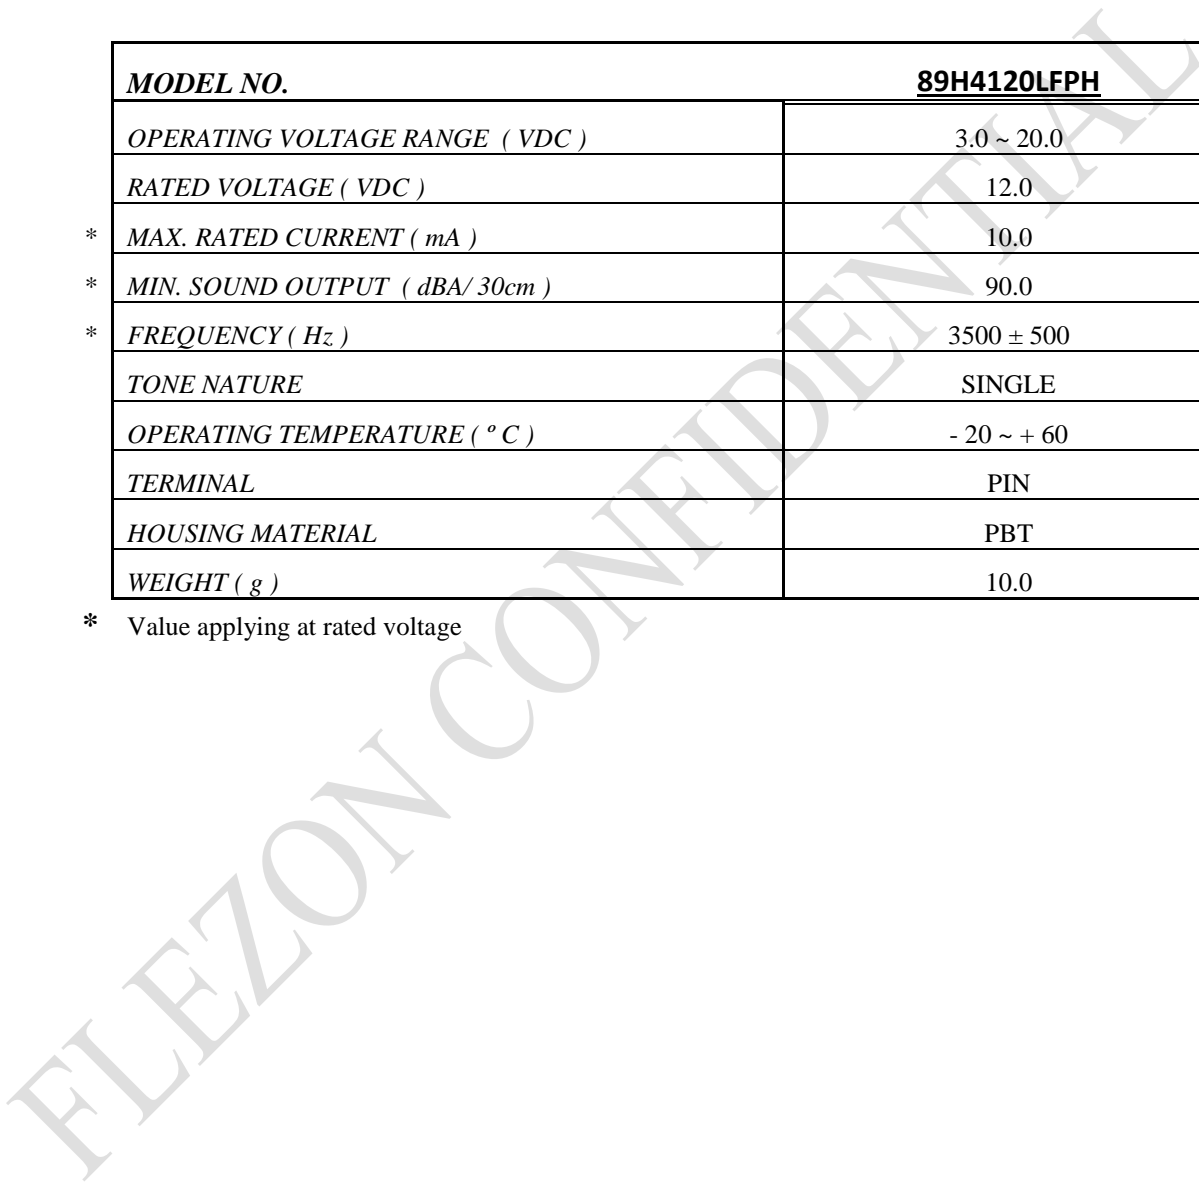 MODEL NO. 89H4120LFPH
OPERATING VOLTAGE RANGE ( VDC ) 3.0 ~ 20.0
RATED VOLTAGE ( VDC ) 12.0
* MAX. RATED CURRENT ( mA ) 10.0
* MIN. SOUND OUTPUT ( dBA/ 30cm ) 90.0
* FREQUENCY ( Hz ) 3500 ± 500
TONE NATURE SINGLE
OPERATING TEMPERATURE ( º C ) - 20 ~ + 60
TERMINAL PIN
HOUSING MATERIAL PBT
WEIGHT ( g ) 10.0
* Value applying at rated voltage
FLEZON CONFIDENTIAL